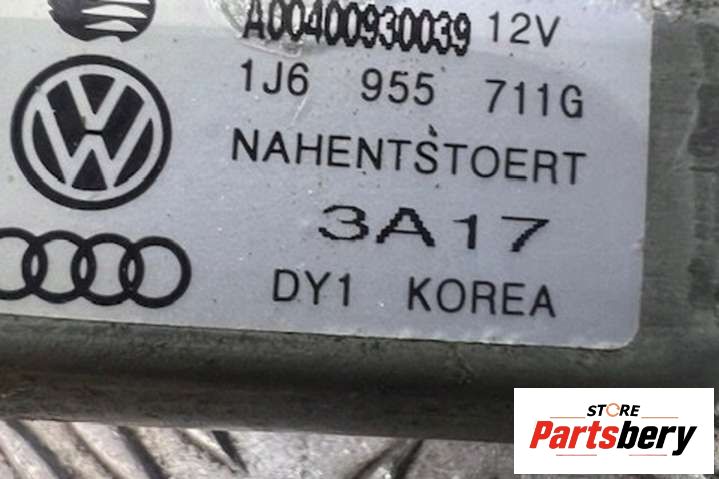 A00400930039 12V
1J6 955 711G
NAHENTSTOERT
3A17
DY1 KOREA
STORE
Partsbery